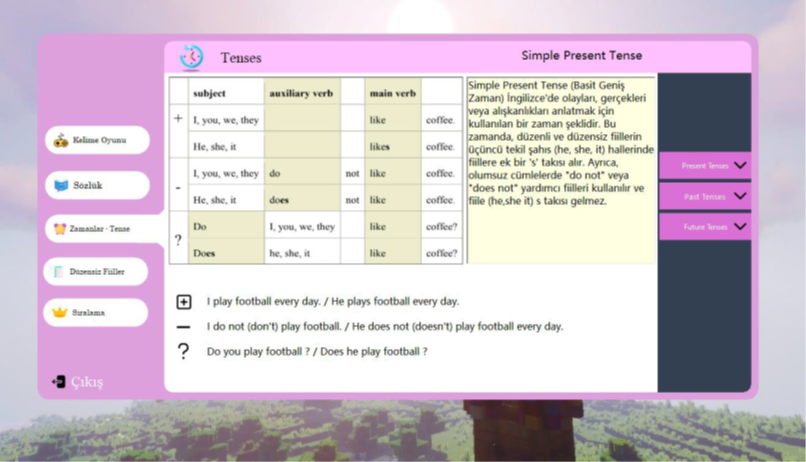 Tenses
Simple Present Tense
Kelime Oyunu
Sözlük
Zamanlar - Tense
Düzensiz Fiiller
Sıralama
Çıkış
subject auxiliary verb main verb
+ I, you, we, they like coffee.
He, she, it likes coffee.
- I, you, we, they do not like coffee.
He, she, it does not like coffee.
? Do I, you, we, they like coffee?
Does he, she, it like coffee?
Simple Present Tense (Basit Geniş
Zaman) İngilizce'de olayları, gerçekleri
veya alışkanlıkları anlatmak için
kullanılan bir zaman şeklidir. Bu
zamanda, düzenli ve düzensiz fiillerin
üçüncü tekil şahıs (he, she, it) hallerinde
fiillere ek bir 's' takısı alır. Ayrıca,
olumsuz cümlelerde "do not" veya
"does not" yardımcı fiilleri kullanılır ve
fiile (he,she it) s takısı gelmez.
Present Tenses
Past Tenses
Future Tenses
+ I play football every day. / He plays football every day.
− I do not (don't) play football. / He does not (doesn't) play football every day.
? Do you play football ? / Does he play football ?